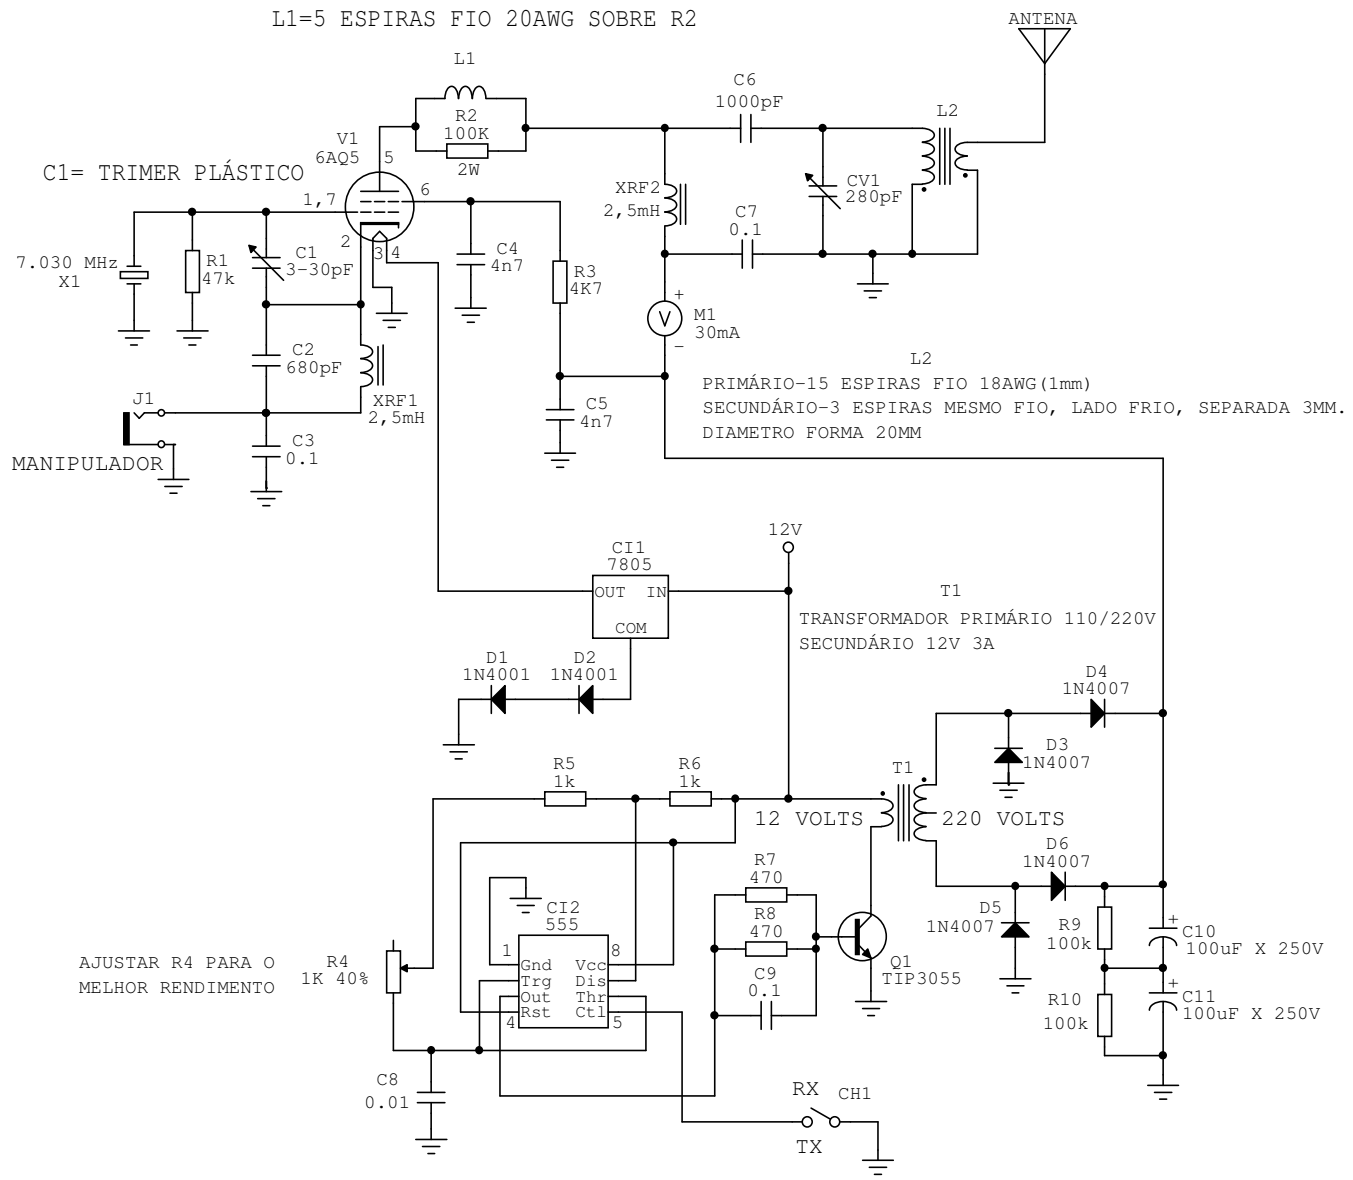 L1=5 ESPIRAS FIO 20AWG SOBRE R2
ANTENA
L1
C6
1000pF
L2
R2
100K
2W
V1
6AQ5
5
C1= TRIMER PLÁSTICO
1,7
6
XRF2
2,5mH
CV1
280pF
C7
0.1
2
3
4
C4
4n7
7.030 MHz
X1
R1
47k
C1
3-30pF
R3
4K7
+
M1
30mA
V
-
C2
680pF
L2
PRIMÁRIO-15 ESPIRAS FIO 18AWG(1mm)
SECUNDÁRIO-3 ESPIRAS MESMO FIO, LADO FRIO, SEPARADA 3MM.
DIAMETRO FORMA 20MM
J1
XRF1
2,5mH
C5
4n7
C3
0.1
MANIPULADOR
12V
CI1
7805
OUT
IN
COM
T1
TRANSFORMADOR PRIMÁRIO 110/220V
SECUNDÁRIO 12V 3A
D1
1N4001
D2
1N4001
D4
1N4007
D3
1N4007
R5
1k
R6
1k
T1
12 VOLTS
220 VOLTS
D6
1N4007
R7
470
R8
470
D5
1N4007
R9
100k
+
C10
100uF X 250V
CI2
555
1
8
Gnd
Vcc
Trg
Dis
Out
Thr
Rst
Ctl
4
5
AJUSTAR R4 PARA O
MELHOR RENDIMENTO
R4
1K 40%
C9
0.1
Q1
TIP3055
R10
100k
+
C11
100uF X 250V
C8
0.01
RX
CH1
TX